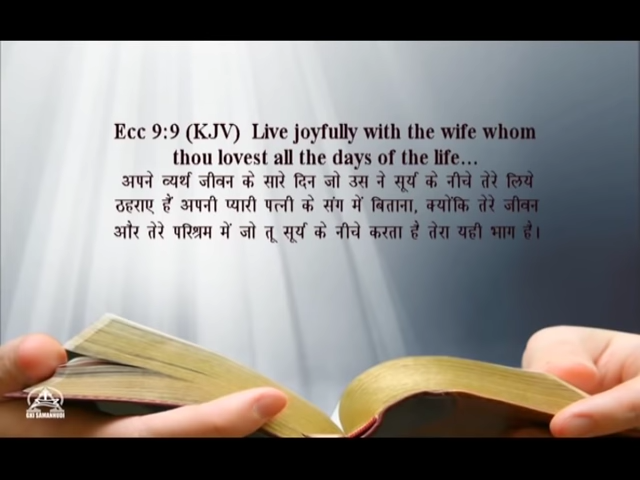 Ecc 9:9 (KJV) Live joyfully with the wife whom
thou lovest all the days of the life...
अपने व्यर्थ जीवन के सारे दिन जो उस ने सूर्य के नीचे तेरे लिये
ठहराए हैं अपनी प्यारी पत्नी के संग में बिताना, क्योंकि तेरे जीवन
और तेरे परिश्रम में जो तू सूर्य के नीचे करता है तेरा यही भाग है।